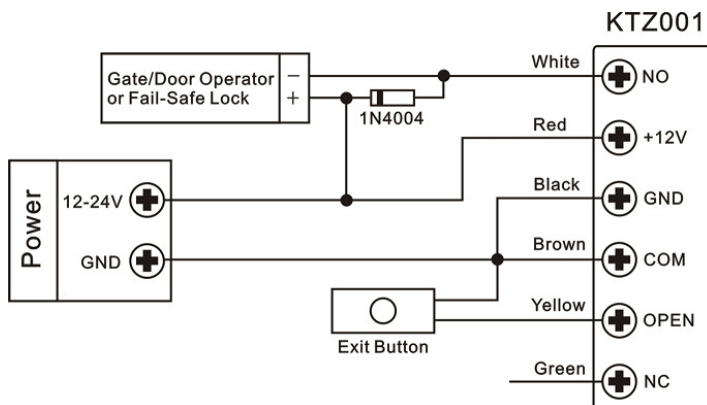 KTZ001
White
NO
Gate/Door Operator
or Fail-Safe Lock
−
+
1N4004
Red
+12V
Power
12-24V
Black
GND
GND
Brown
COM
Yellow
OPEN
Exit Button
Green
NC